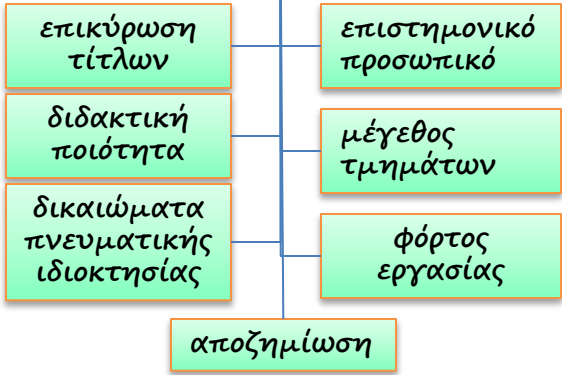 επικύρωση
τίτλων
επιστημονικό
προσωπικό
διδακτική
ποιότητα
μέγεθος
τμημάτων
δικαιώματα
πνευματικής
ιδιοκτησίας
φόρτος
εργασίας
αποζημίωση